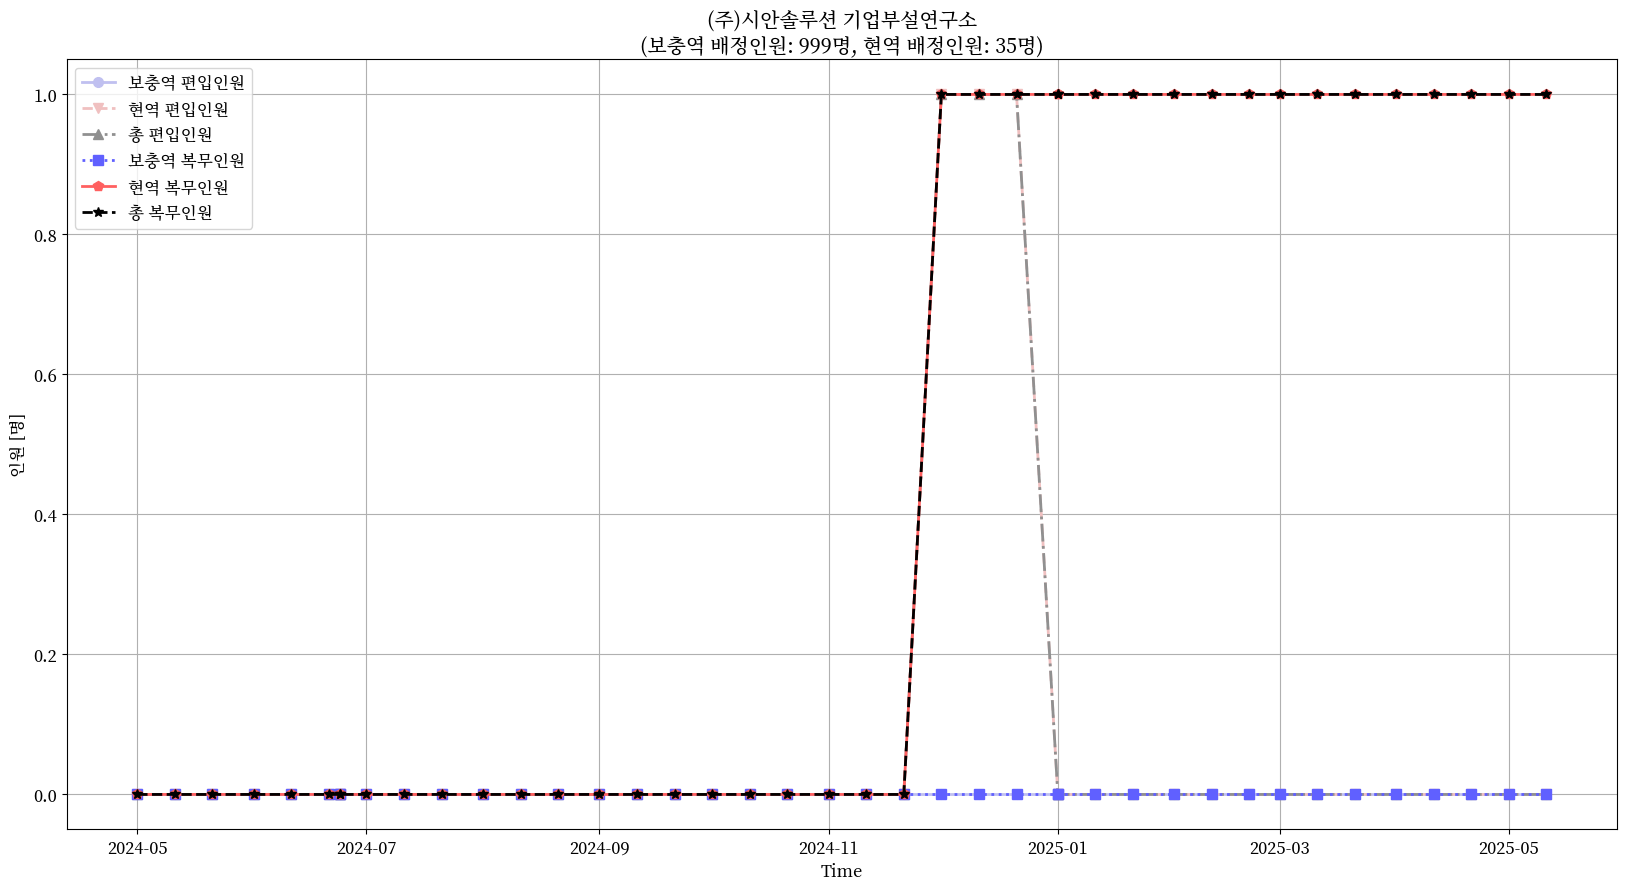 (주)시안솔루션 기업부설연구소
(보충역 배정인원: 999명, 현역 배정인원: 35명)
보충역 편입인원
현역 편입인원
총 편입인원
보충역 복무인원
현역 복무인원
총 복무인원
1.0
0.8
0.6
0.4
0.2
0.0
인원 [명]
2024-05
2024-07
2024-09
2024-11
2025-01
2025-03
2025-05
Time